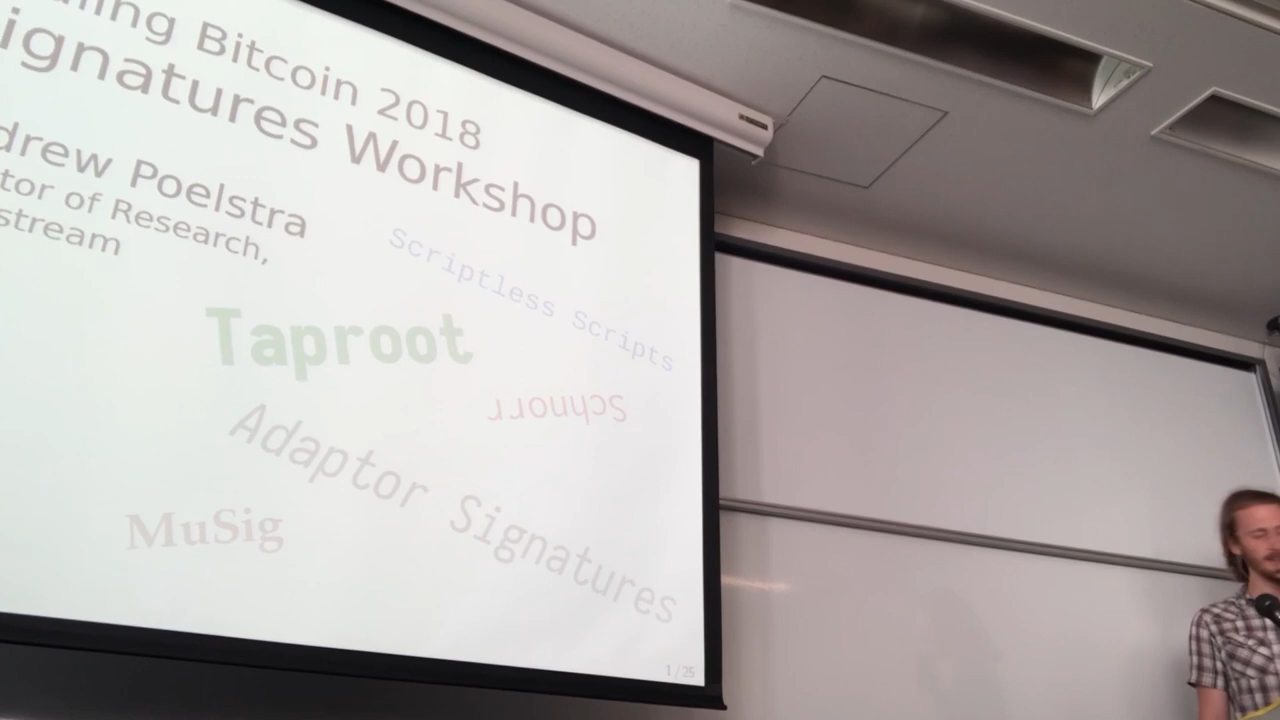 ling Bitcoin 2018
ignatures Workshop
drew Poelstra
tor of Research,
stream
Scriptless Scripts
Taproot
Schnorr
Adaptor Signatures
MuSig
1/25